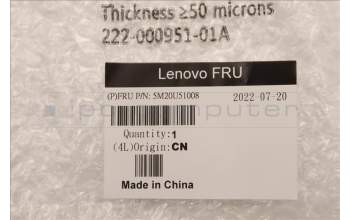 Thickness ≥50 microns
222-000951-01A
Lenovo FRU
(P)FRU P/N: 5M20U51008
2022-07-20
Quantity:1
(4L)Origin:CN
Made in China